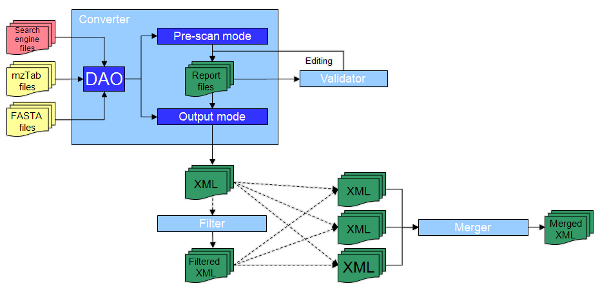 Converter
Search
engine
files
Pre-scan mode
Editing
mzTab
files
DAO
Report
files
Validator
FASTA
files
Output mode
XML
XML
Filter
XML
Merger
Merged
XML
Filtered
XML
XML